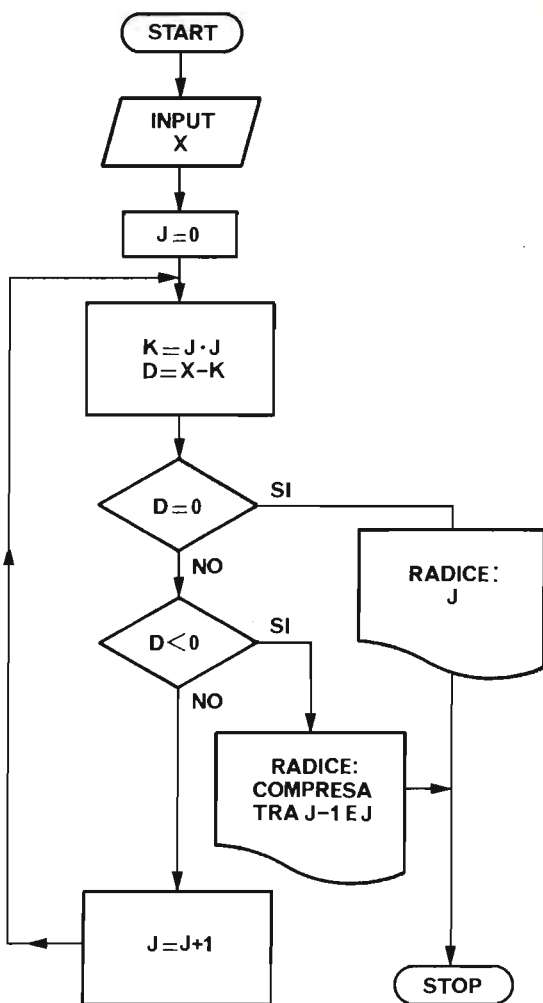 START
INPUT
X
J=0
K=J·J
D=X-K
D=0
SI
NO
RADICE:
J
D<0
SI
NO
RADICE:
COMPRESA
TRA J-1 E J
J=J+1
STOP